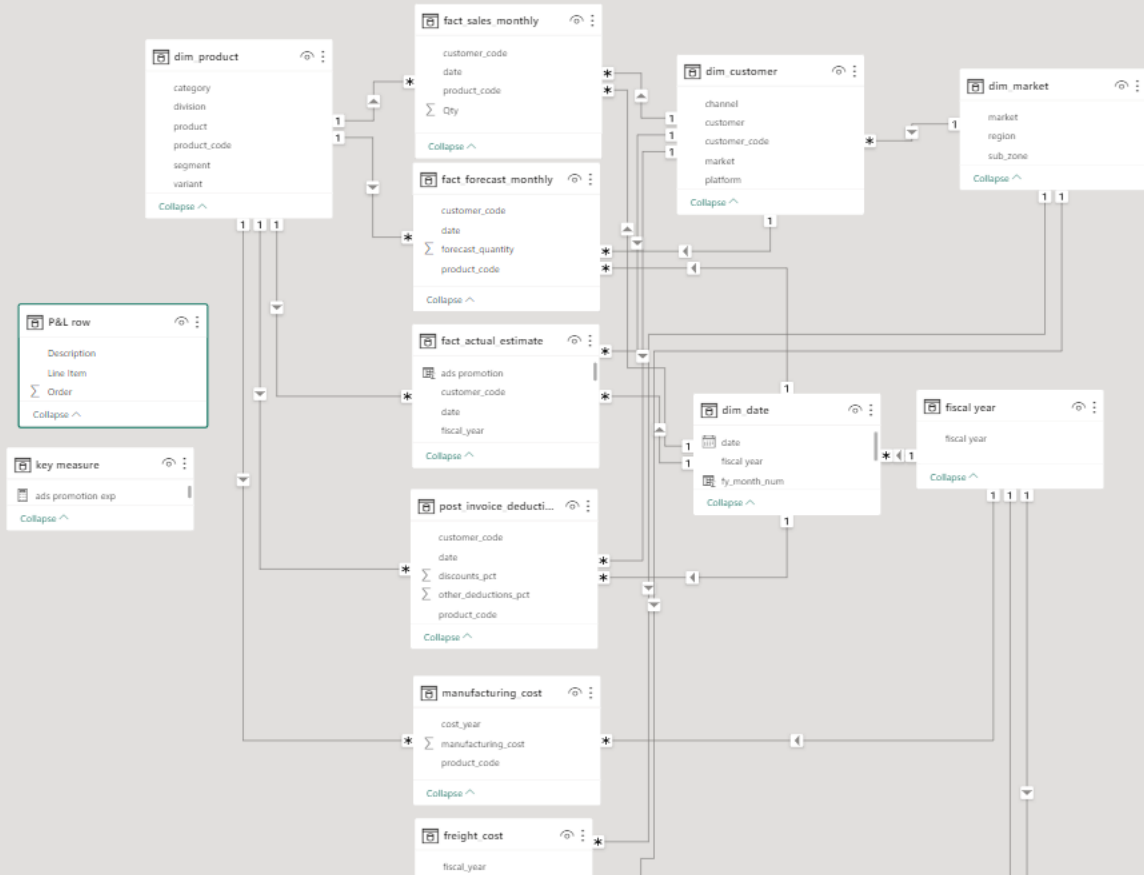 dim_product
category
division
product
product_code
segment
variant
Collapse
fact_sales_monthly
customer_code
date
product_code
Qty
Collapse
fact_forecast_monthly
customer_code
date
forecast_quantity
product_code
Collapse
dim_customer
channel
customer
customer_code
market
platform
Collapse
dim_market
market
region
sub_zone
Collapse
P&L row
Description
Line Item
Order
Collapse
key measure
ads promotion exp
Collapse
fact_actual_estimate
ads promotion
customer_code
date
fiscal_year
Collapse
dim_date
date
fiscal year
fy_month_num
Collapse
fiscal year
fiscal year
Collapse
post_invoice_deducti...
customer_code
date
discounts_pct
other_deductions_pct
product_code
Collapse
manufacturing_cost
cost_year
manufacturing_cost
product_code
Collapse
freight_cost
fiscal_year